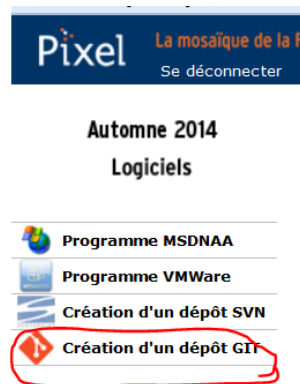 Pixel
La mosaïque de la
Se déconnecter
Automne 2014
Logiciels
Programme MSDNAA
Programme VMWare
Création d'un dépôt SVN
Création d'un dépôt GIT